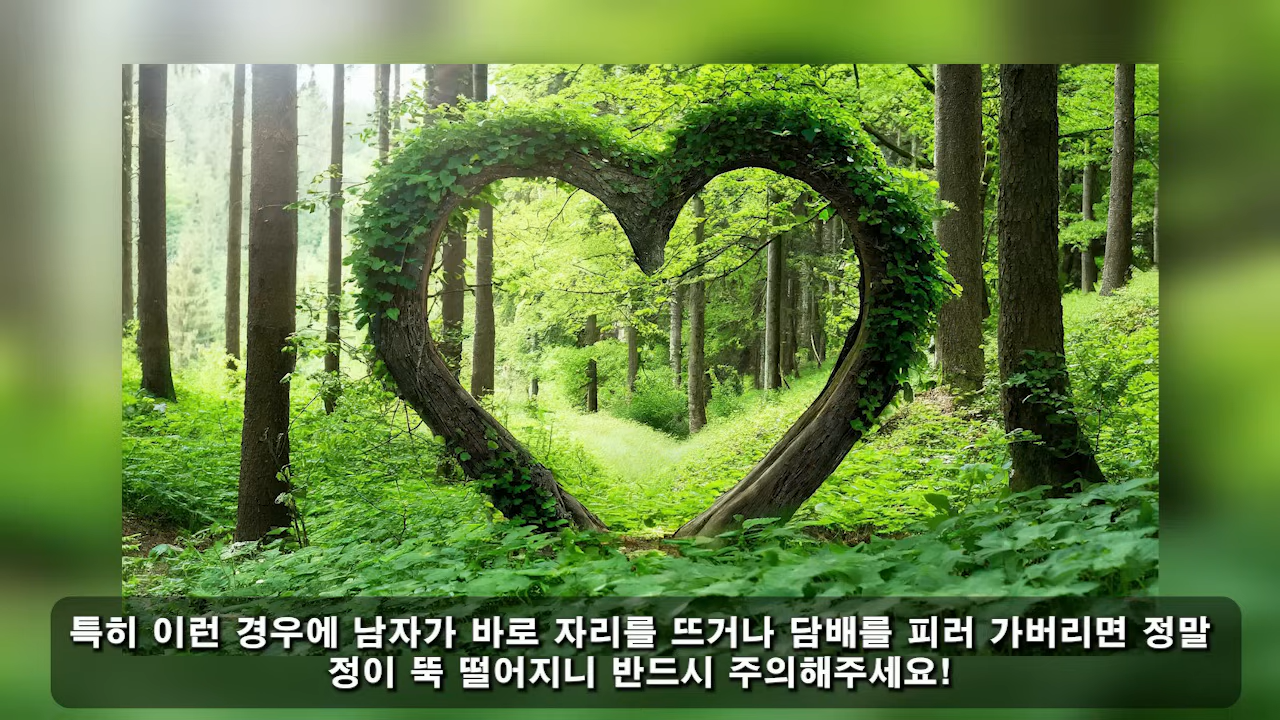 특히 이런 경우에 남자가 바로 자리를 뜨거나 담배를 피러 가버리면 정말
정이 뚝 떨어지니 반드시 주의해주세요!